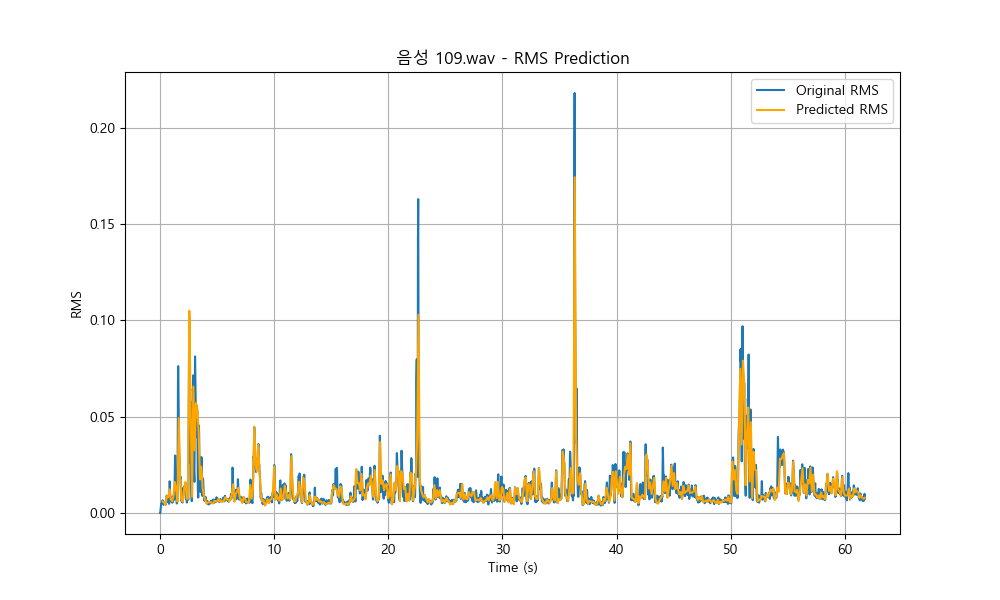 음성 109.wav - RMS Prediction
Original RMS
Predicted RMS
RMS
0.20
0.15
0.10
0.05
0.00
0 10 20 30 40 50 60
Time (s)